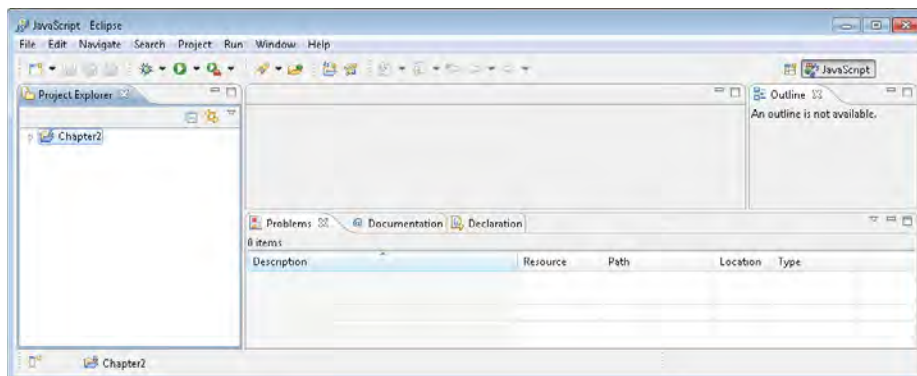 JavaScript Eclipse
File Edit Navigate Search Project Run Window Help
JavaScript
Project Explorer
Outline
An outline is not available.
Chapter2
Problems @ Documentation Declaration
0 items
Description Resource Path Location Type
Chapter2